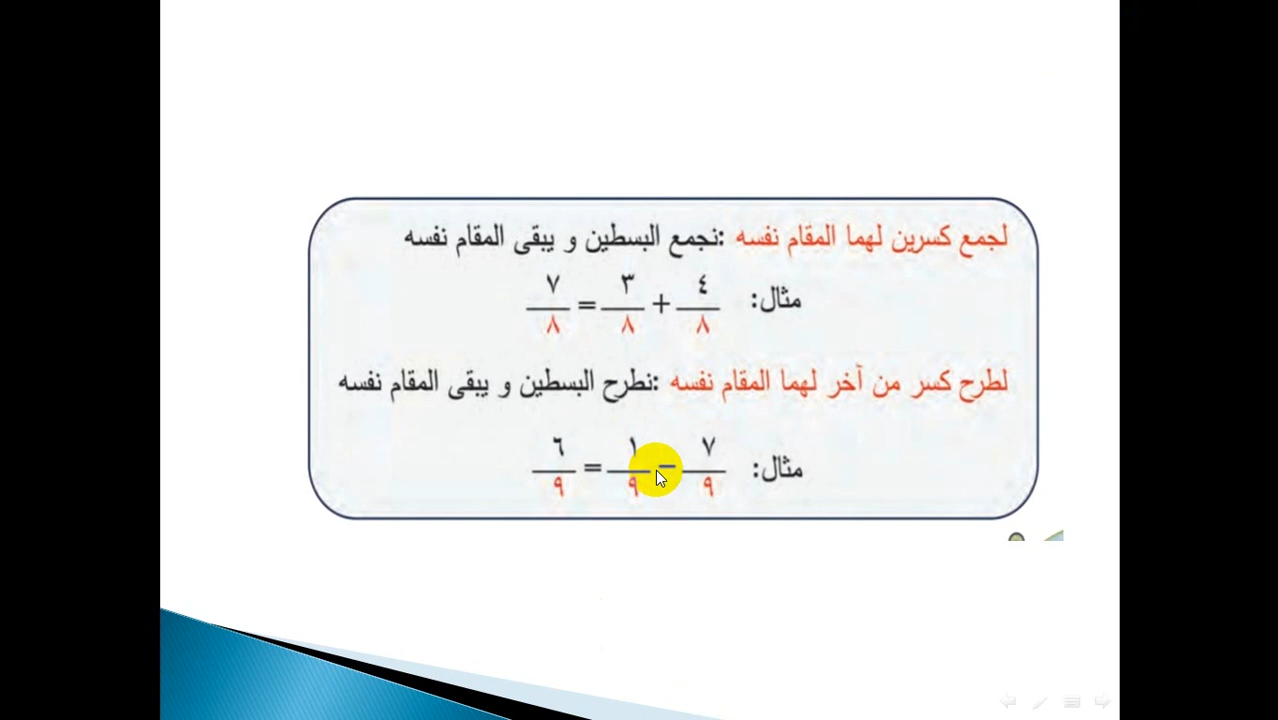 لجمع كسرين لهما المقام نفسه :نجمع البسطين و يبقى المقام نفسه
مثال: ٤/٨ + ٣/٨ = ٧/٨
لطرح كسر من آخر لهما المقام نفسه :نطرح البسطين و يبقى المقام نفسه
مثال: ٧/٩ − ١/٩ = ٦/٩